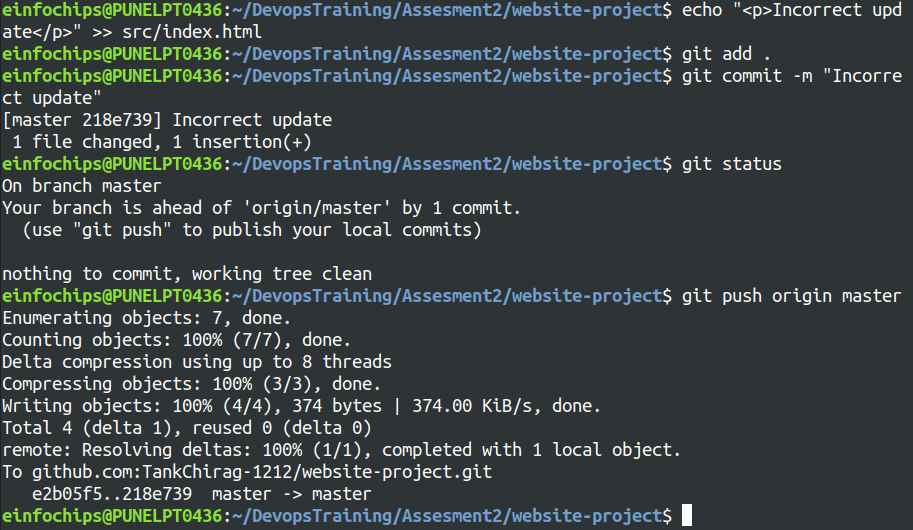 einfochips@PUNELPT0436:~/DevopsTraining/Assesment2/website-project$ echo "<p>Incorrect upd
ate</p>" >> src/index.html
einfochips@PUNELPT0436:~/DevopsTraining/Assesment2/website-project$ git add .
einfochips@PUNELPT0436:~/DevopsTraining/Assesment2/website-project$ git commit -m "Incorre
ct update"
[master 218e739] Incorrect update
 1 file changed, 1 insertion(+)
einfochips@PUNELPT0436:~/DevopsTraining/Assesment2/website-project$ git status
On branch master
Your branch is ahead of 'origin/master' by 1 commit.
  (use "git push" to publish your local commits)

nothing to commit, working tree clean
einfochips@PUNELPT0436:~/DevopsTraining/Assesment2/website-project$ git push origin master
Enumerating objects: 7, done.
Counting objects: 100% (7/7), done.
Delta compression using up to 8 threads
Compressing objects: 100% (3/3), done.
Writing objects: 100% (4/4), 374 bytes | 374.00 KiB/s, done.
Total 4 (delta 1), reused 0 (delta 0)
remote: Resolving deltas: 100% (1/1), completed with 1 local object.
To github.com:TankChirag-1212/website-project.git
   e2b05f5..218e739  master -> master
einfochips@PUNELPT0436:~/DevopsTraining/Assesment2/website-project$